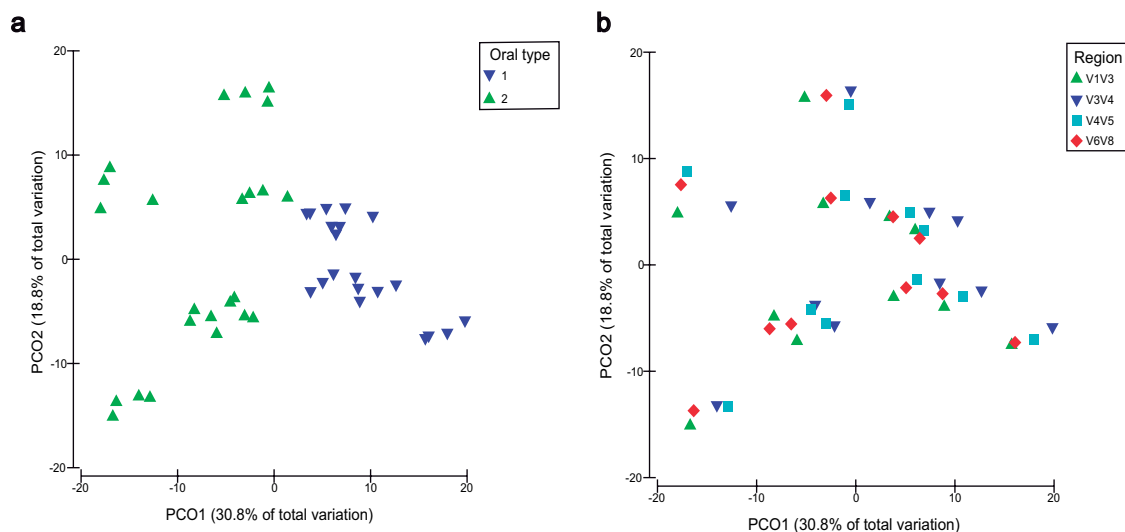 a
Oral type
1
2
PCO2 (18.8% of total variation)
20
10
0
-10
-20
-20
-10
0
10
20
PCO1 (30.8% of total variation)
b
Region
V1V3
V3V4
V4V5
V6V8
PCO2 (18.8% of total variation)
20
10
0
-10
-20
-20
-10
0
10
20
PCO1 (30.8% of total variation)